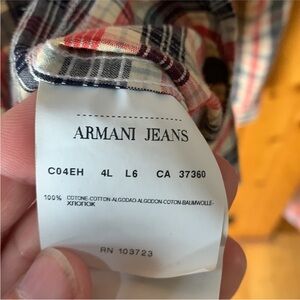 ARMANI JEANS
C04EH 4L L6 CA 37360
100% COTONE-COTTON-ALGODAO-ALGODON-COTON-BAUMWOLLE-
RN 103723